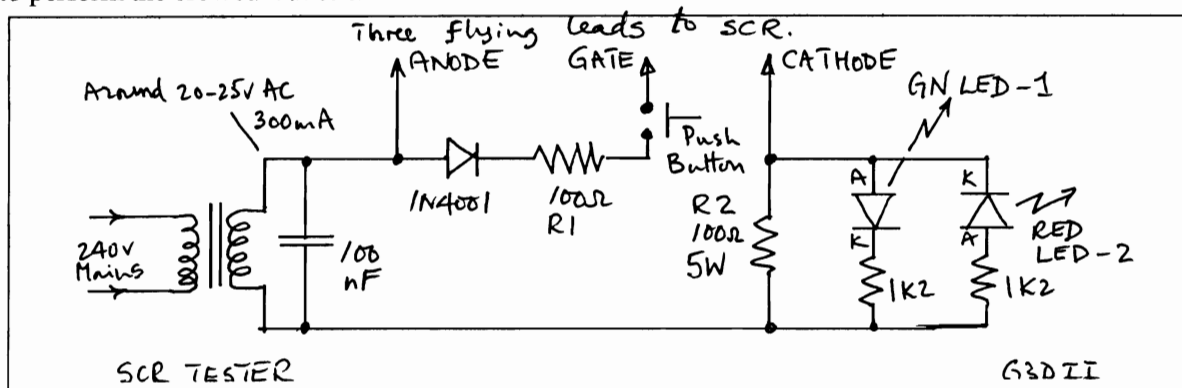 Three flying leads to SCR.
ANODE
GATE
CATHODE
Around 20-25v AC
300mA
GN LED-1
Push
Button
A
K
1N4001
100Ω
R1
R2
100Ω
5W
240v
Mains
100
nF
K
A
RED
LED-2
1K2
1K2
SCR TESTER
G3DII